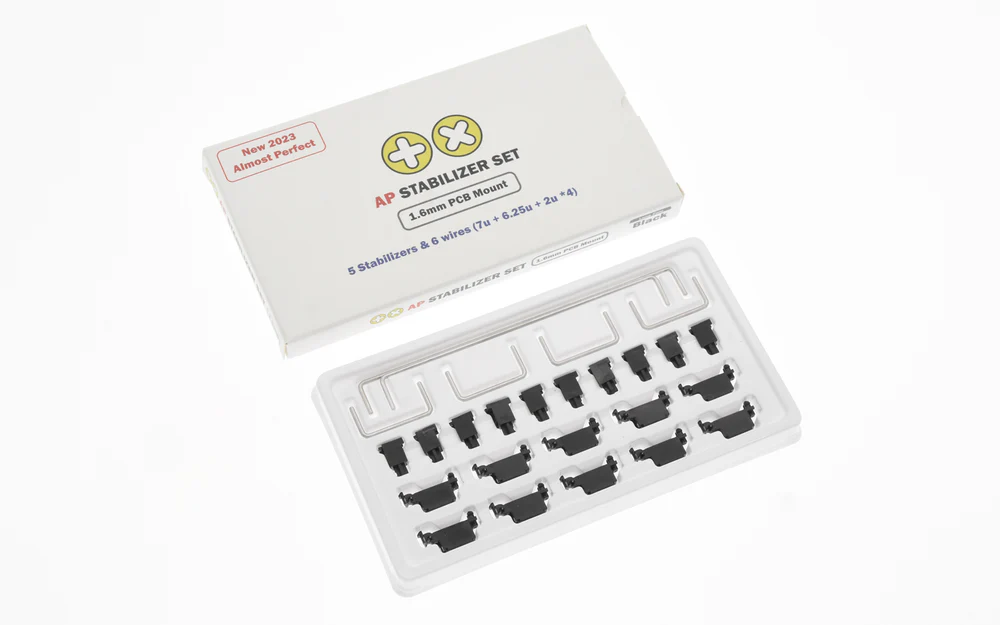 New 2023
Almost Perfect
AP STABILIZER SET
1.6mm PCB Mount
5 Stabilizers & 6 wires (7u + 6.25u + 2u *4)
AP STABILIZER SET 1.6mm PCB Mount
Black